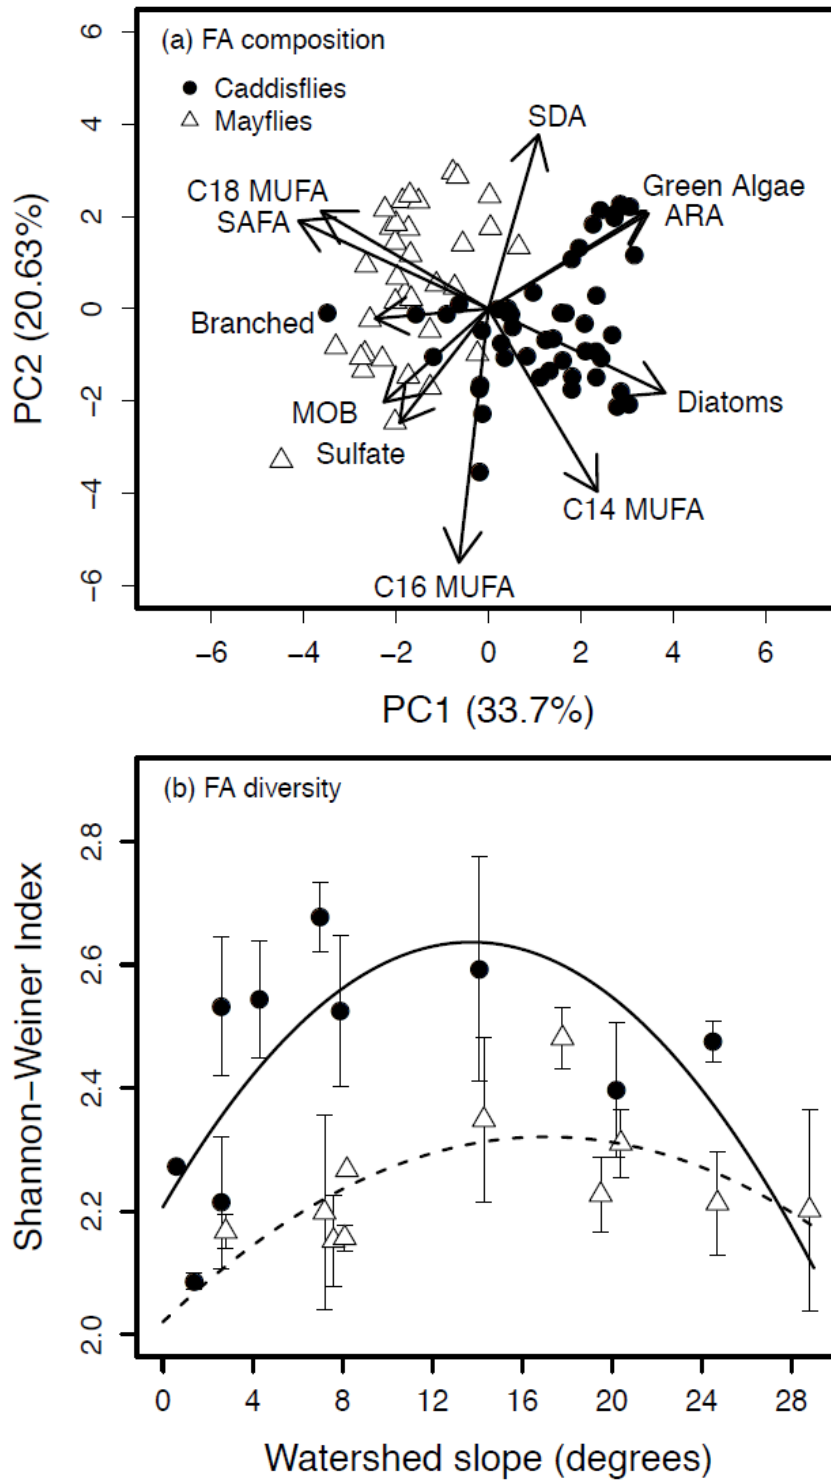 (a) FA composition
Caddisflies
Mayflies
SDA
C18 MUFA
SAFA
Green Algae
ARA
Branched
MOB
Sulfate
Diatoms
C14 MUFA
C16 MUFA
PC2 (20.63%)
6
4
2
0
−2
−4
−6
−6 −4 −2 0 2 4 6
PC1 (33.7%)
(b) FA diversity
Shannon−Weiner Index
2.8
2.6
2.4
2.2
2.0
0 4 8 12 16 20 24 28
Watershed slope (degrees)